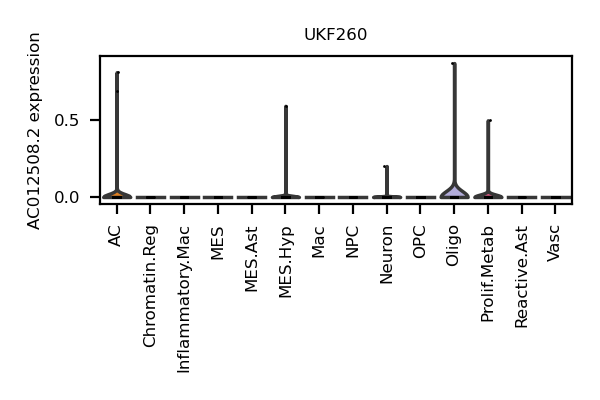 UKF260
AC012508.2 expression
0.5
0.0
AC
Chromatin.Reg
Inflammatory.Mac
MES
MES.Ast
MES.Hyp
Mac
NPC
Neuron
OPC
Oligo
Prolif.Metab
Reactive.Ast
Vasc